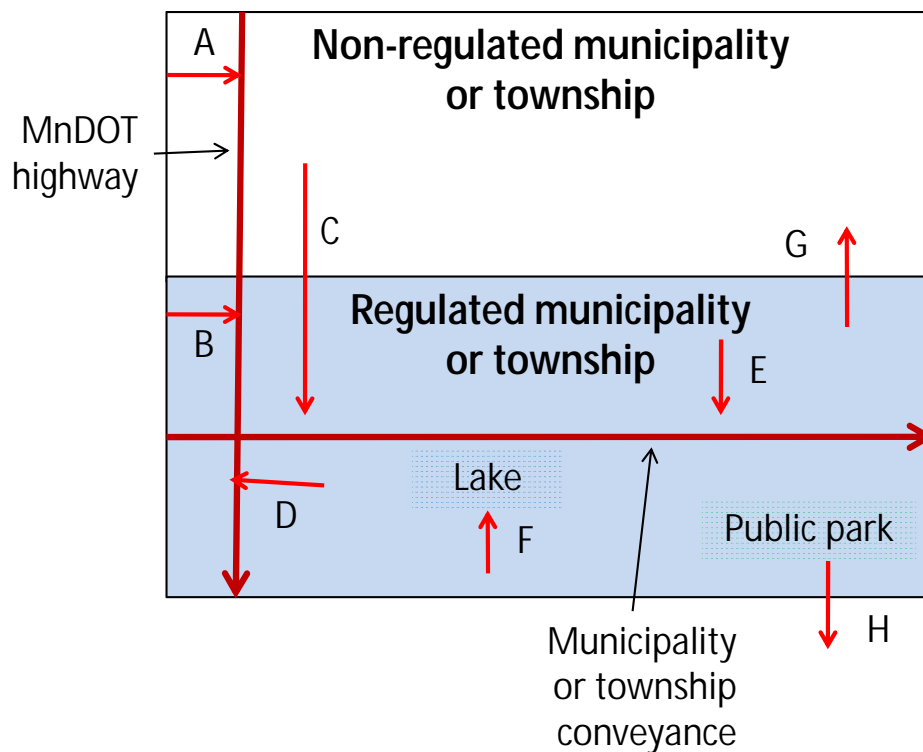 A
Non-regulated municipality
or township
MnDOT
highway
C
G
B
Regulated municipality
or township
E
Lake
D
F
Public park
H
Municipality
or township
conveyance